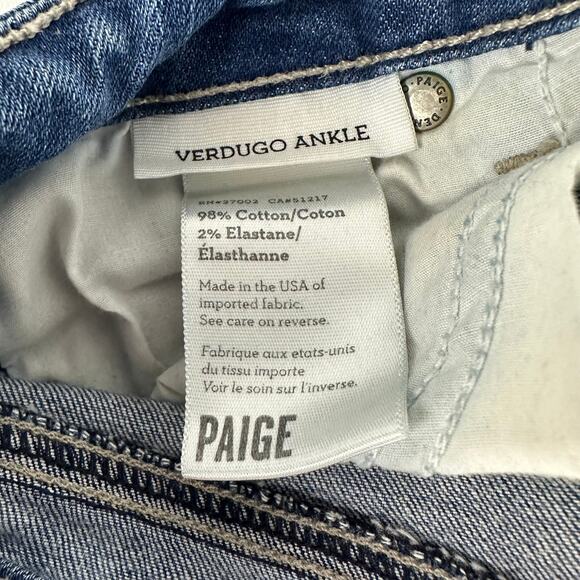 VERDUGO ANKLE
PAIGE
RN#37002 CA#51217
98% Cotton/Coton
2% Elastane/
Élasthanne
Made in the USA of
imported fabric.
See care on reverse.
Fabrique aux etats-unis
du tissu importe
Voir le soin sur l'inverse.
PAIGE